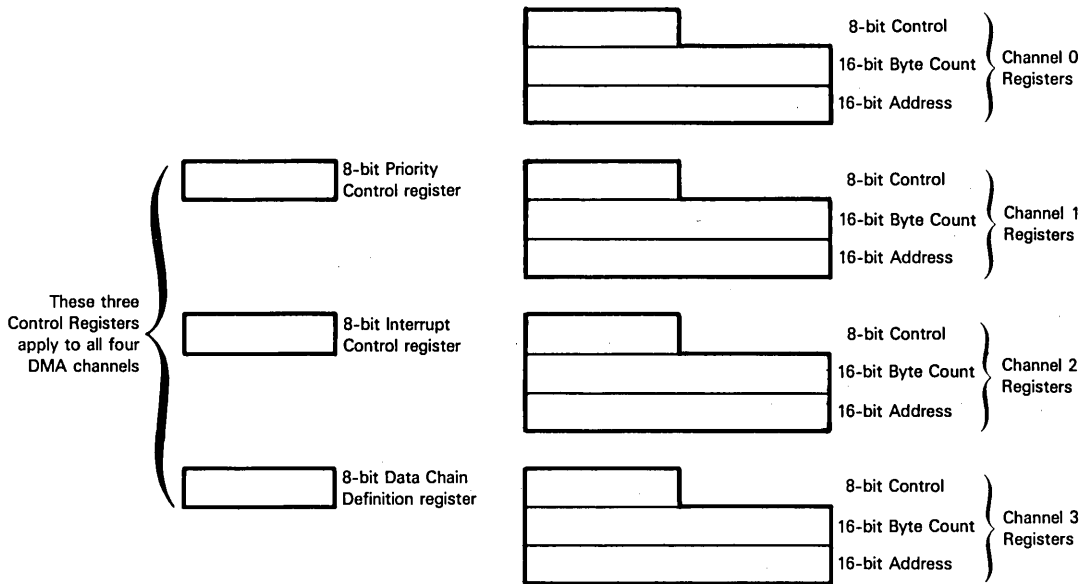 8-bit Control
16-bit Byte Count
16-bit Address
Channel 0
Registers
These three
Control Registers
apply to all four
DMA channels
8-bit Priority
Control register
8-bit Interrupt
Control register
8-bit Data Chain
Definition register
8-bit Control
16-bit Byte Count
16-bit Address
Channel 1
Registers
8-bit Control
16-bit Byte Count
16-bit Address
Channel 2
Registers
8-bit Control
16-bit Byte Count
16-bit Address
Channel 3
Registers